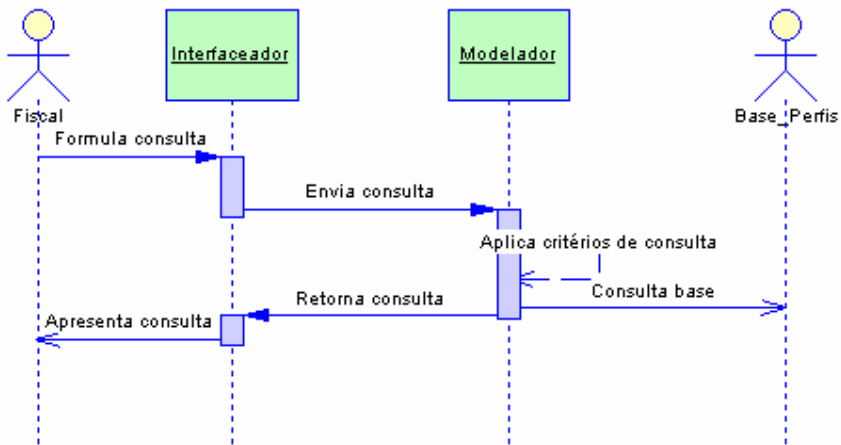 Interfaceador
Modelador
Fiscal
Base_Perfis
Formula consulta
Envia consulta
Aplica critérios de consulta
Consulta base
Retorna consulta
Apresenta consulta